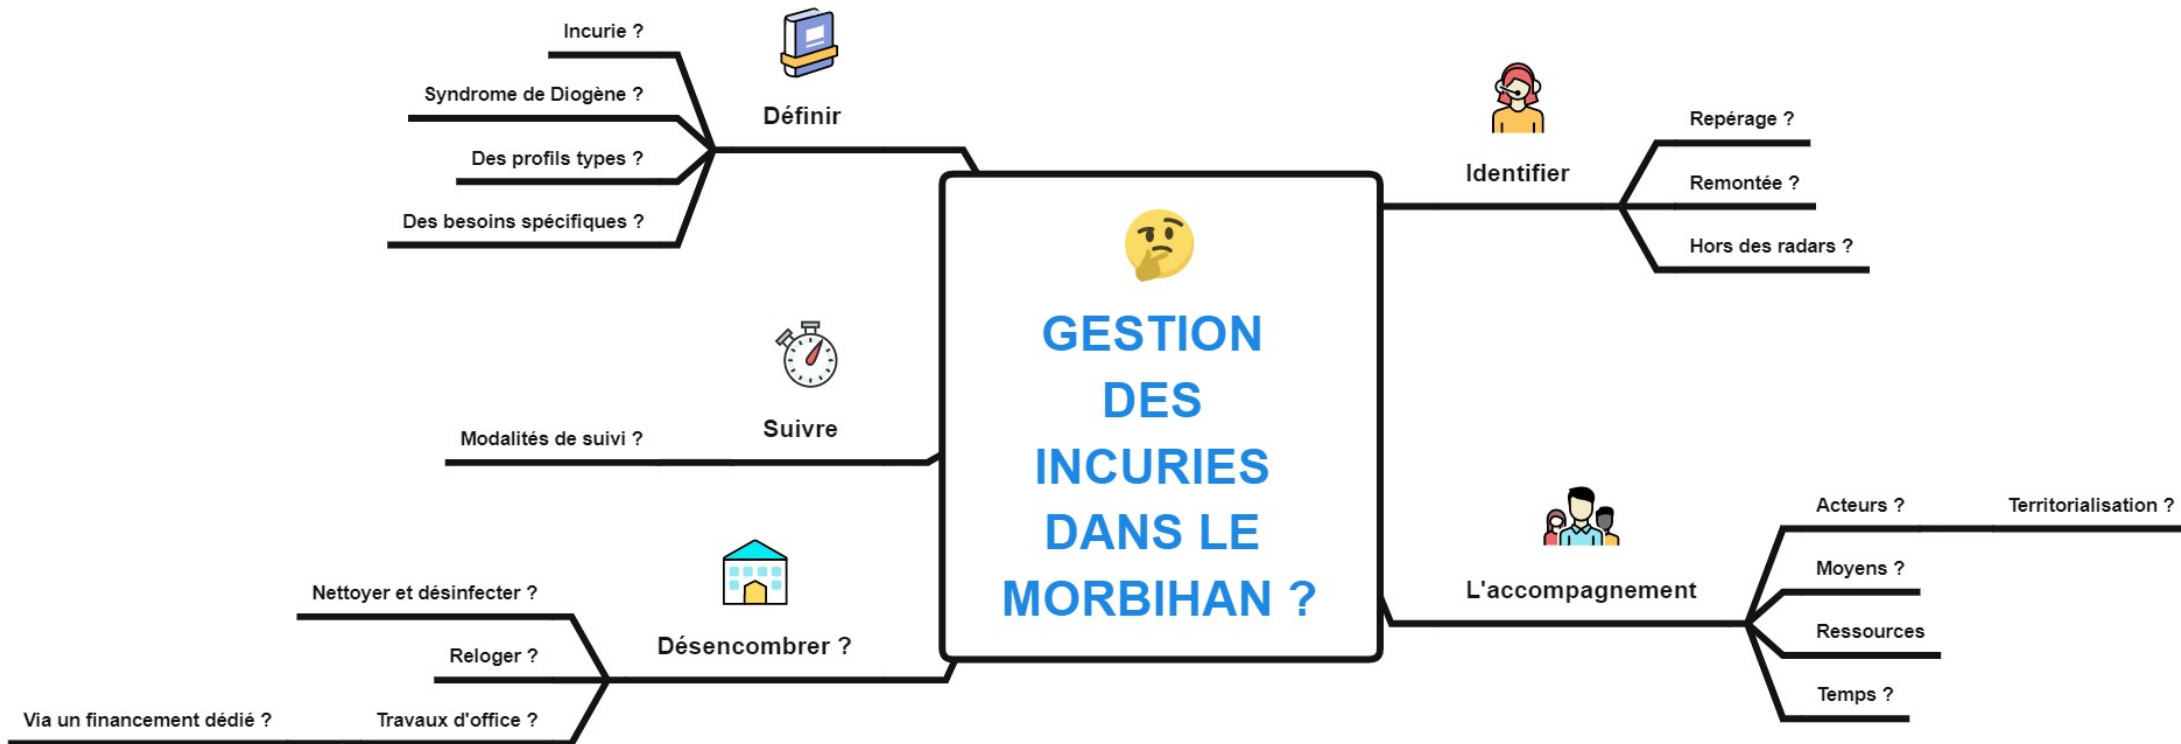 GESTION
DES
INCURIES
DANS LE
MORBIHAN ?
Définir
Incurie ?
Syndrome de Diogène ?
Des profils types ?
Des besoins spécifiques ?
Suivre
Modalités de suivi ?
Désencombrer ?
Nettoyer et désinfecter ?
Reloger ?
Travaux d'office ?
Via un financement dédié ?
Identifier
Repérage ?
Remontée ?
Hors des radars ?
L'accompagnement
Acteurs ?
Territorialisation ?
Moyens ?
Ressources
Temps ?